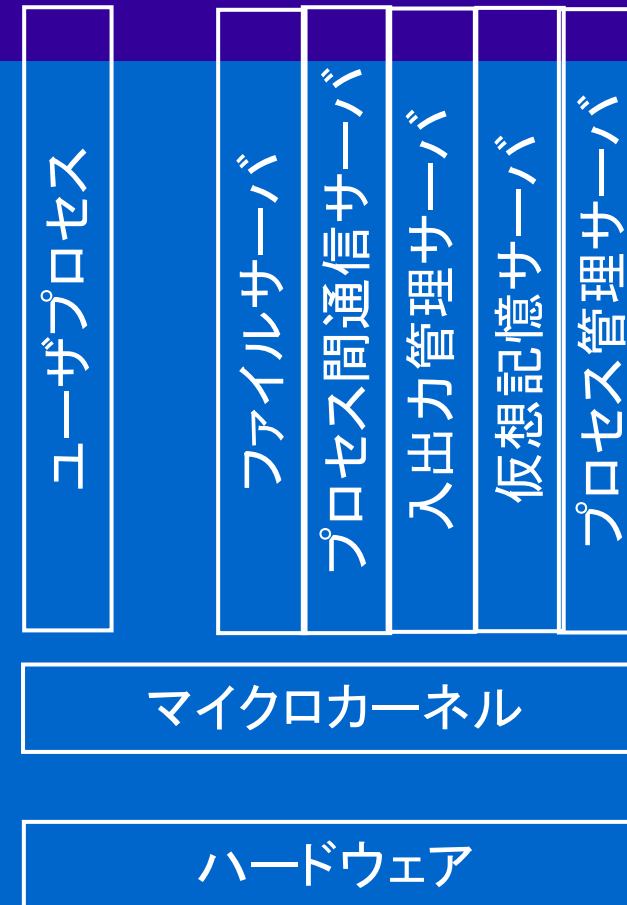 ユーザプロセス
ファイルサーバ
プロセス間通信サーバ
入出力管理サーバ
仮想記憶サーバ
プロセス管理サーバ
マイクロカーネル
ハードウェア